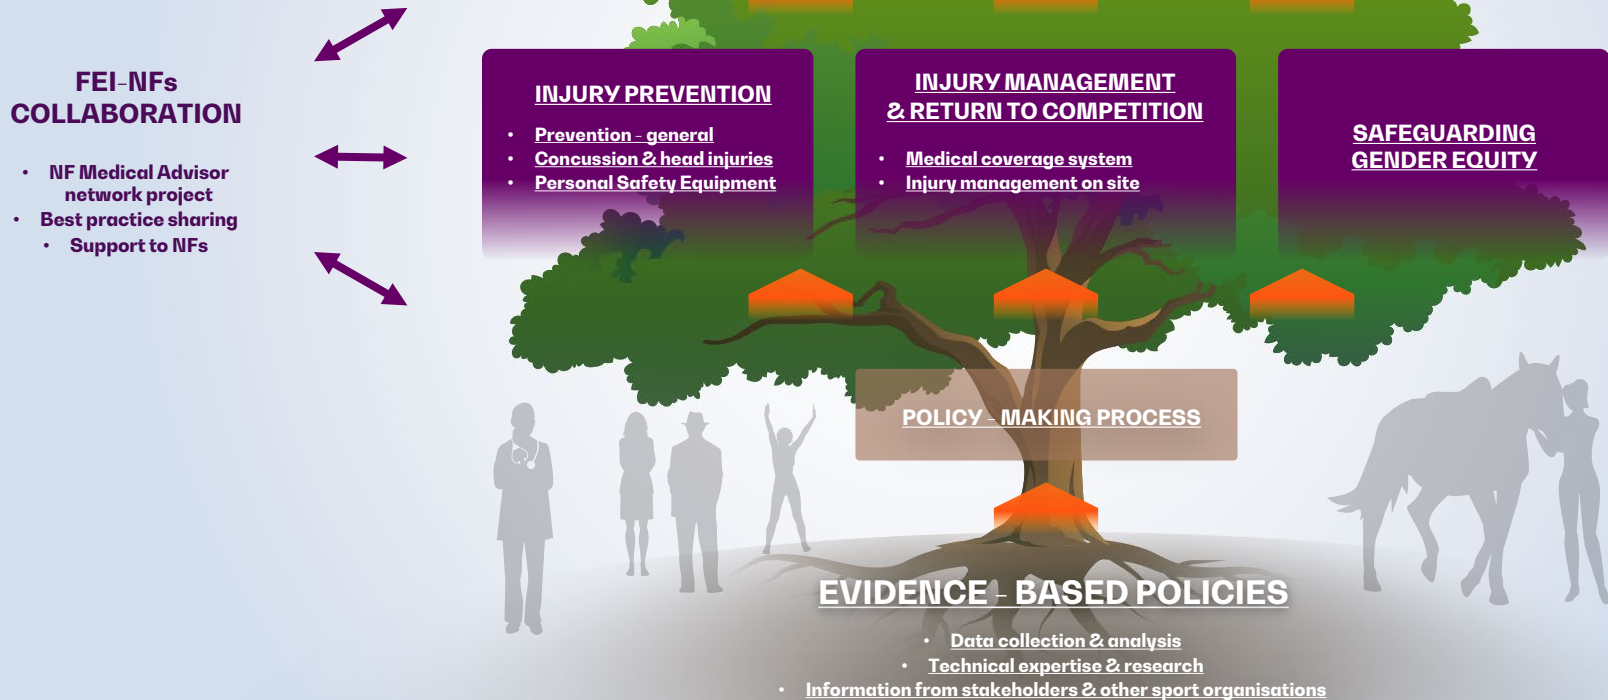 FEI-NFs
COLLABORATION
• NF Medical Advisor
network project
• Best practice sharing
• Support to NFs
INJURY PREVENTION
• Prevention - general
• Concussion & head injuries
• Personal Safety Equipment
INJURY MANAGEMENT
& RETURN TO COMPETITION
• Medical coverage system
• Injury management on site
SAFEGUARDING
GENDER EQUITY
POLICY - MAKING PROCESS
EVIDENCE - BASED POLICIES
• Data collection & analysis
• Technical expertise & research
• Information from stakeholders & other sport organisations